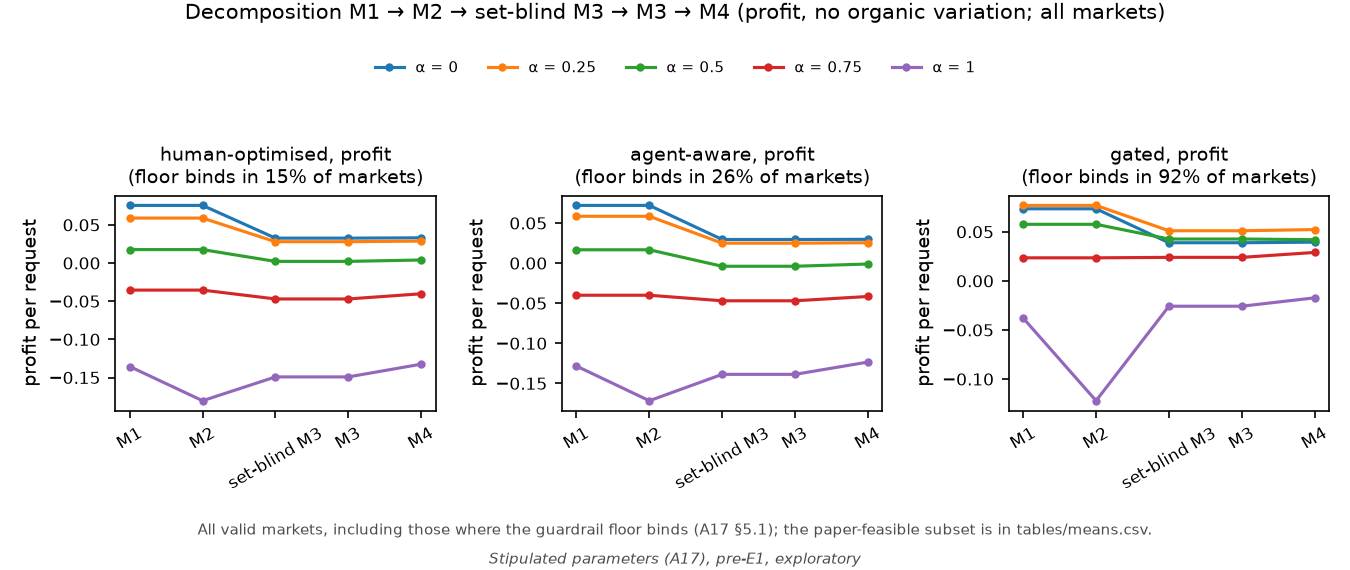 Decomposition M1 → M2 → set-blind M3 → M3 → M4 (profit, no organic variation; all markets)
α = 0
α = 0.25
α = 0.5
α = 0.75
α = 1
human-optimised, profit
(floor binds in 15% of markets)
profit per request
0.05
0.00
−0.05
−0.10
−0.15
M1
M2
set-blind M3
M3
M4
agent-aware, profit
(floor binds in 26% of markets)
profit per request
0.05
0.00
−0.05
−0.10
−0.15
M1
M2
set-blind M3
M3
M4
gated, profit
(floor binds in 92% of markets)
profit per request
0.05
0.00
−0.05
−0.10
M1
M2
set-blind M3
M3
M4
All valid markets, including those where the guardrail floor binds (A17 §5.1); the paper-feasible subset is in tables/means.csv.
Stipulated parameters (A17), pre-E1, exploratory